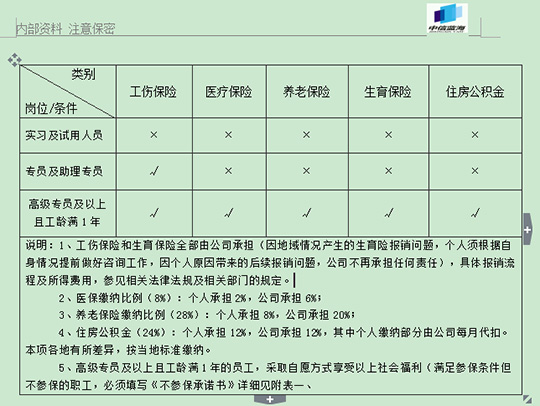 内部资料 注意保密
中信蓝海
类别
岗位/条件
工伤保险 医疗保险 养老保险 生育保险 住房公积金
实习及试用人员 × × × × ×
专员及助理专员 √ × × × ×
高级专员及以上
且工龄满1年 √ √ √ √ √
说明：1、工伤保险和生育保险全部由公司承担（因地域情况产生的生育险报销问题，个人须根据自
身情况提前做好咨询工作，因个人原因带来的后续报销问题，公司不再承担任何责任），具体报销流
程及所得费用，参见相关法律法规及相关部门的规定。
2、医保缴纳比例（8%）：个人承担2%，公司承担6%；
3、养老保险缴纳比例（28%）：个人承担8%，公司承担20%；
4、住房公积金（24%）：个人承担12%，公司承担12%，其中个人缴纳部分由公司每月代扣。
本项各地有所差异，按当地标准缴纳。
5、高级专员及以上且工龄满1年的员工，采取自愿方式享受以上社会福利（满足参保条件但
不参保的职工，必须填写《不参保承诺书》详细见附表一、